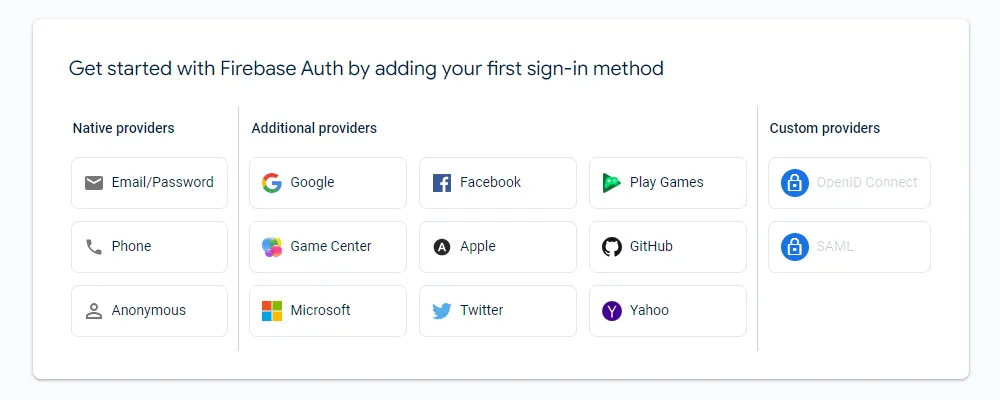 Get started with Firebase Auth by adding your first sign-in method
Native providers
Email/Password
Phone
Anonymous
Additional providers
Google
Facebook
Play Games
Game Center
Apple
GitHub
Microsoft
Twitter
Yahoo
Custom providers
OpenID Connect
SAML